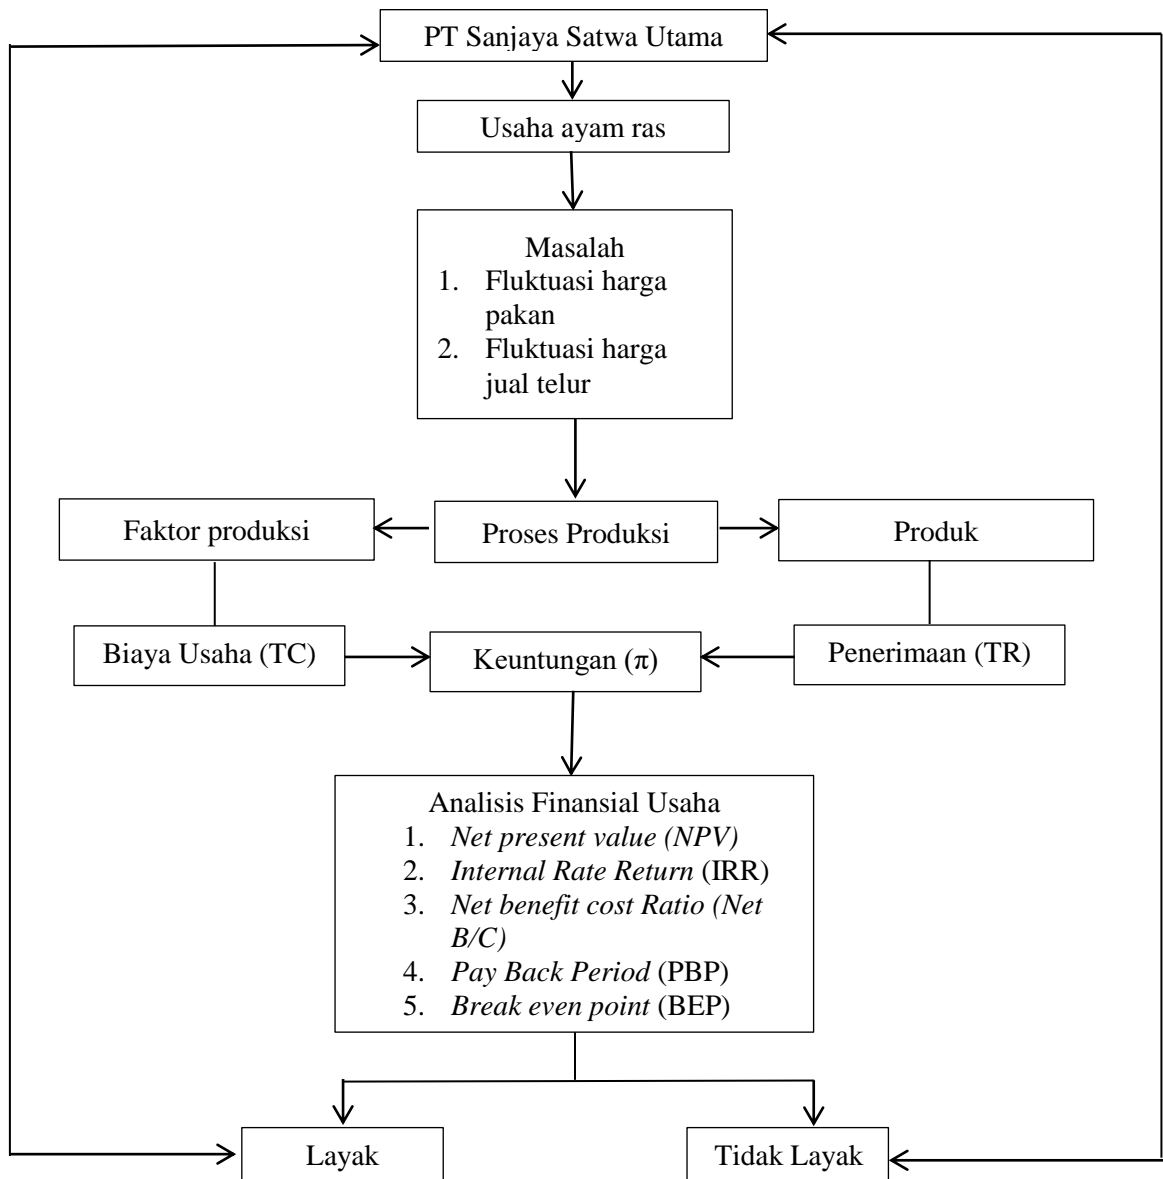 PT Sanjaya Satwa Utama
Usaha ayam ras
Masalah
1. Fluktuasi harga
pakan
2. Fluktuasi harga
jual telur
Faktor produksi
Proses Produksi
Produk
Biaya Usaha (TC)
Keuntungan (π)
Penerimaan (TR)
Analisis Finansial Usaha
1. Net present value (NPV)
2. Internal Rate Return (IRR)
3. Net benefit cost Ratio (Net
B/C)
4. Pay Back Period (PBP)
5. Break even point (BEP)
Layak
Tidak Layak